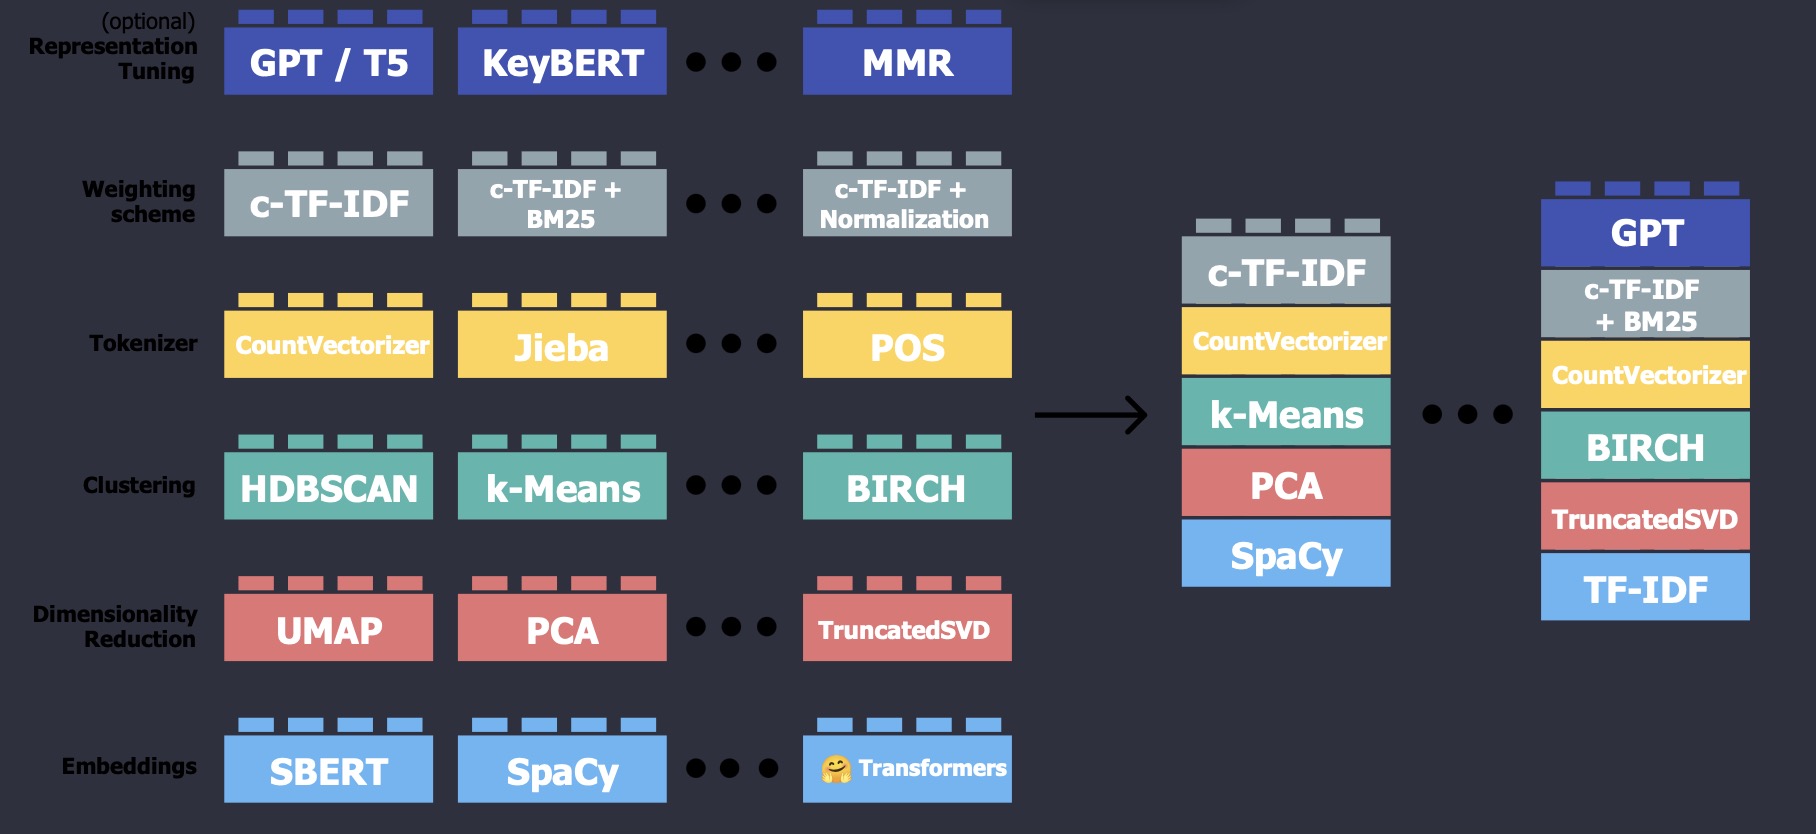 (optional)
Representation
Tuning
GPT / T5
KeyBERT
MMR
Weighting
scheme
c-TF-IDF
c-TF-IDF +
BM25
c-TF-IDF +
Normalization
Tokenizer
CountVectorizer
Jieba
POS
Clustering
HDBSCAN
k-Means
BIRCH
Dimensionality
Reduction
UMAP
PCA
TruncatedSVD
Embeddings
SBERT
SpaCy
🤗 Transformers
c-TF-IDF
CountVectorizer
k-Means
PCA
SpaCy
GPT
c-TF-IDF
+ BM25
CountVectorizer
BIRCH
TruncatedSVD
TF-IDF